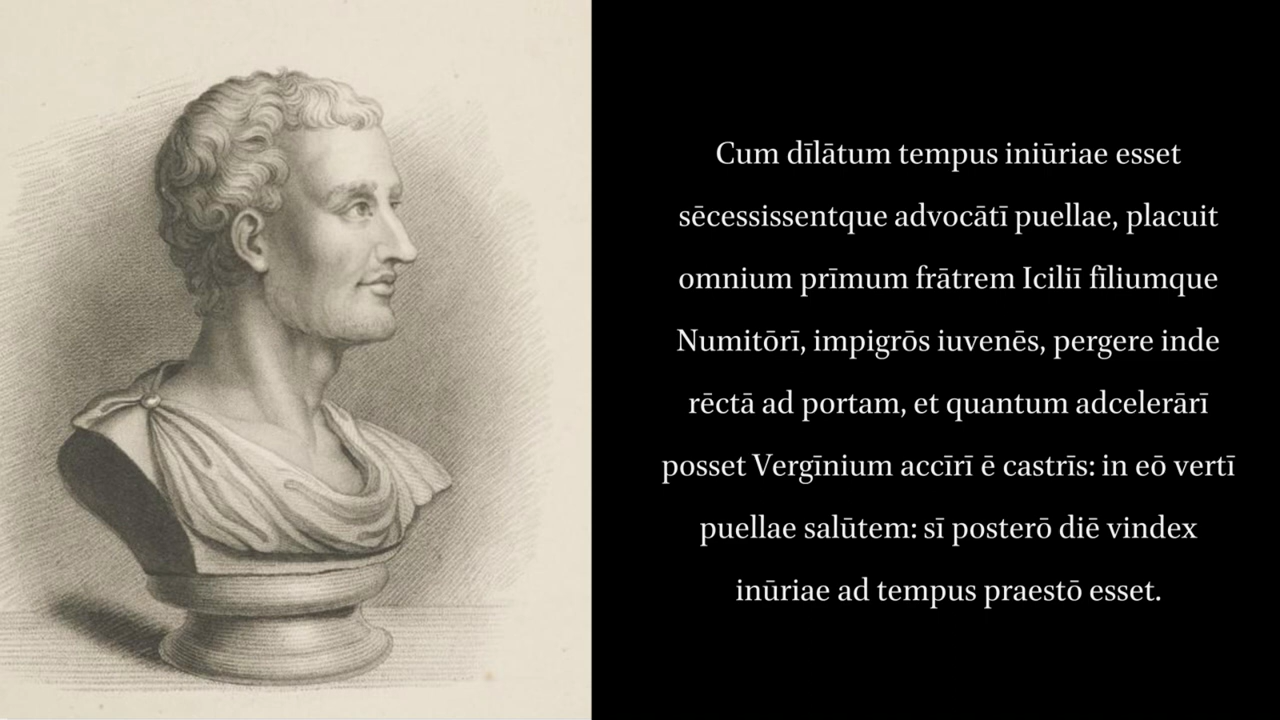 Cum dīlātum tempus iniūriae esset
sēcessissentque advocātī puellae, placuit
omnium prīmum frātrem Iciliī fīliumque
Numitōrī, impigrōs iuvenēs, pergere inde
rēctā ad portam, et quantum adcelerārī
posset Vergīnium accīrī ē castrīs: in eō vertī
puellae salūtem: sī posterō diē vindex
inūriae ad tempus praestō esset.